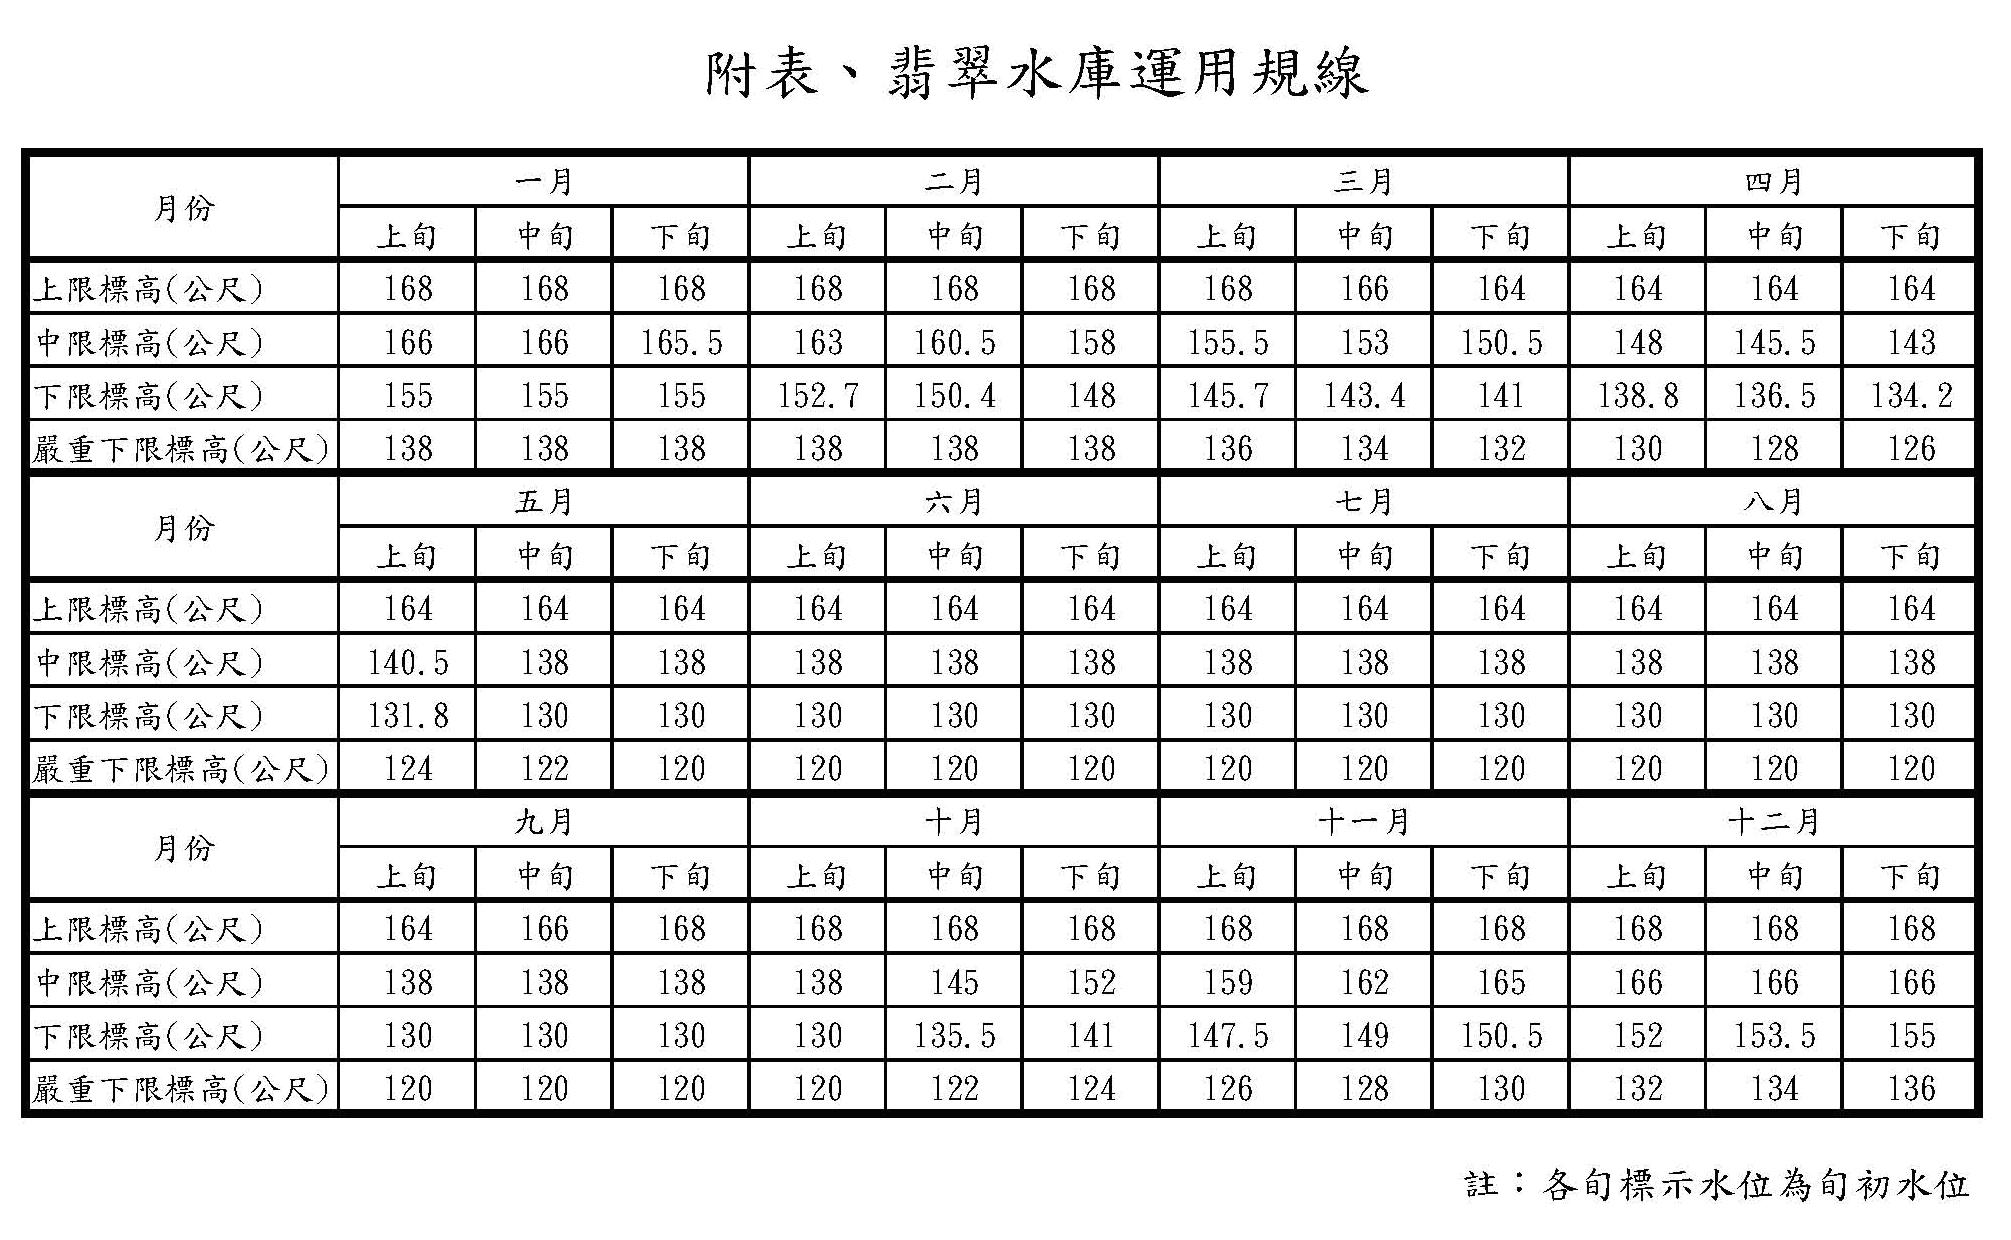 附表、翡翠水庫運用規線
月份 一月 二月 三月 四月
上旬 中旬 下旬 上旬 中旬 下旬 上旬 中旬 下旬 上旬 中旬 下旬
上限標高(公尺) 168 168 168 168 168 168 168 166 164 164 164 164
中限標高(公尺) 166 166 165.5 163 160.5 158 155.5 153 150.5 148 145.5 143
下限標高(公尺) 155 155 155 152.7 150.4 148 145.7 143.4 141 138.8 136.5 134.2
嚴重下限標高(公尺) 138 138 138 138 138 138 136 134 132 130 128 126
月份 五月 六月 七月 八月
上旬 中旬 下旬 上旬 中旬 下旬 上旬 中旬 下旬 上旬 中旬 下旬
上限標高(公尺) 164 164 164 164 164 164 164 164 164 164 164 164
中限標高(公尺) 140.5 138 138 138 138 138 138 138 138 138 138 138
下限標高(公尺) 131.8 130 130 130 130 130 130 130 130 130 130 130
嚴重下限標高(公尺) 124 122 120 120 120 120 120 120 120 120 120 120
月份 九月 十月 十一月 十二月
上旬 中旬 下旬 上旬 中旬 下旬 上旬 中旬 下旬 上旬 中旬 下旬
上限標高(公尺) 164 166 168 168 168 168 168 168 168 168 168 168
中限標高(公尺) 138 138 138 138 145 152 159 162 165 166 166 166
下限標高(公尺) 130 130 130 130 135.5 141 147.5 149 150.5 152 153.5 155
嚴重下限標高(公尺) 120 120 120 120 122 124 126 128 130 132 134 136
註：各旬標示水位為旬初水位